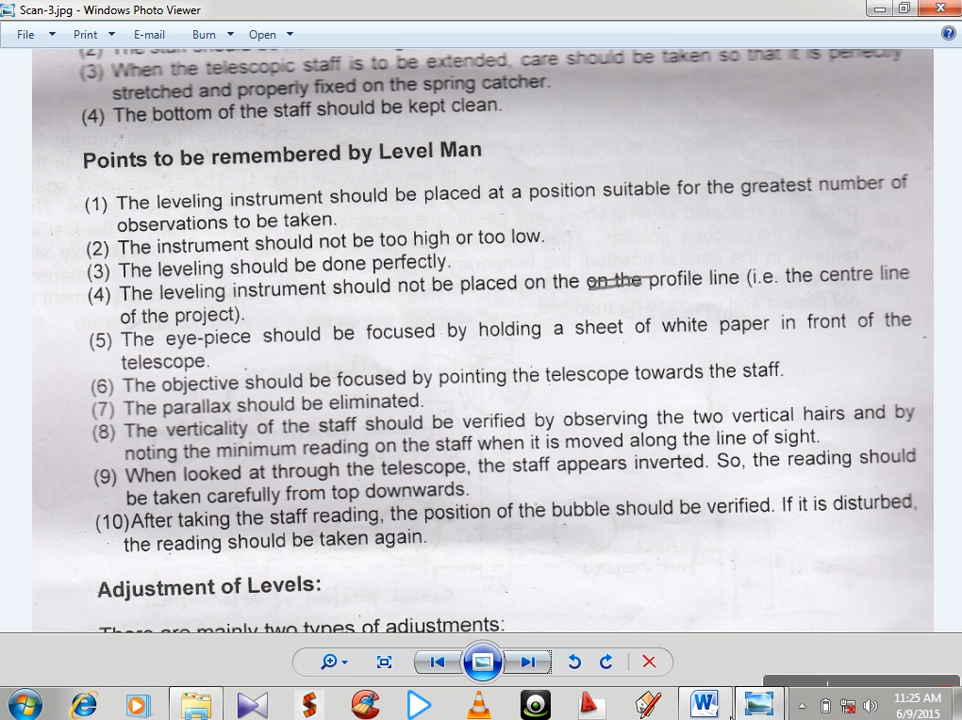 Scan-3.jpg - Windows Photo Viewer
File Print E-mail Burn Open
(3) When the telescopic staff is to be extended, care should be taken so that it is perfectly
stretched and properly fixed on the spring catcher.
(4) The bottom of the staff should be kept clean.
Points to be remembered by Level Man
(1) The leveling instrument should be placed at a position suitable for the greatest number of
observations to be taken.
(2) The instrument should not be too high or too low.
(3) The leveling should be done perfectly.
(4) The leveling instrument should not be placed on the on the profile line (i.e. the centre line
of the project).
(5) The eye-piece should be focused by holding a sheet of white paper in front of the
telescope.
(6) The objective should be focused by pointing the telescope towards the staff.
(7) The parallax should be eliminated.
(8) The verticality of the staff should be verified by observing the two vertical hairs and by
noting the minimum reading on the staff when it is moved along the line of sight.
(9) When looked at through the telescope, the staff appears inverted. So, the reading should
be taken carefully from top downwards.
(10)After taking the staff reading, the position of the bubble should be verified. If it is disturbed,
the reading should be taken again.
Adjustment of Levels:
There are mainly two types of adjustments:
11:25 AM
6/9/2015